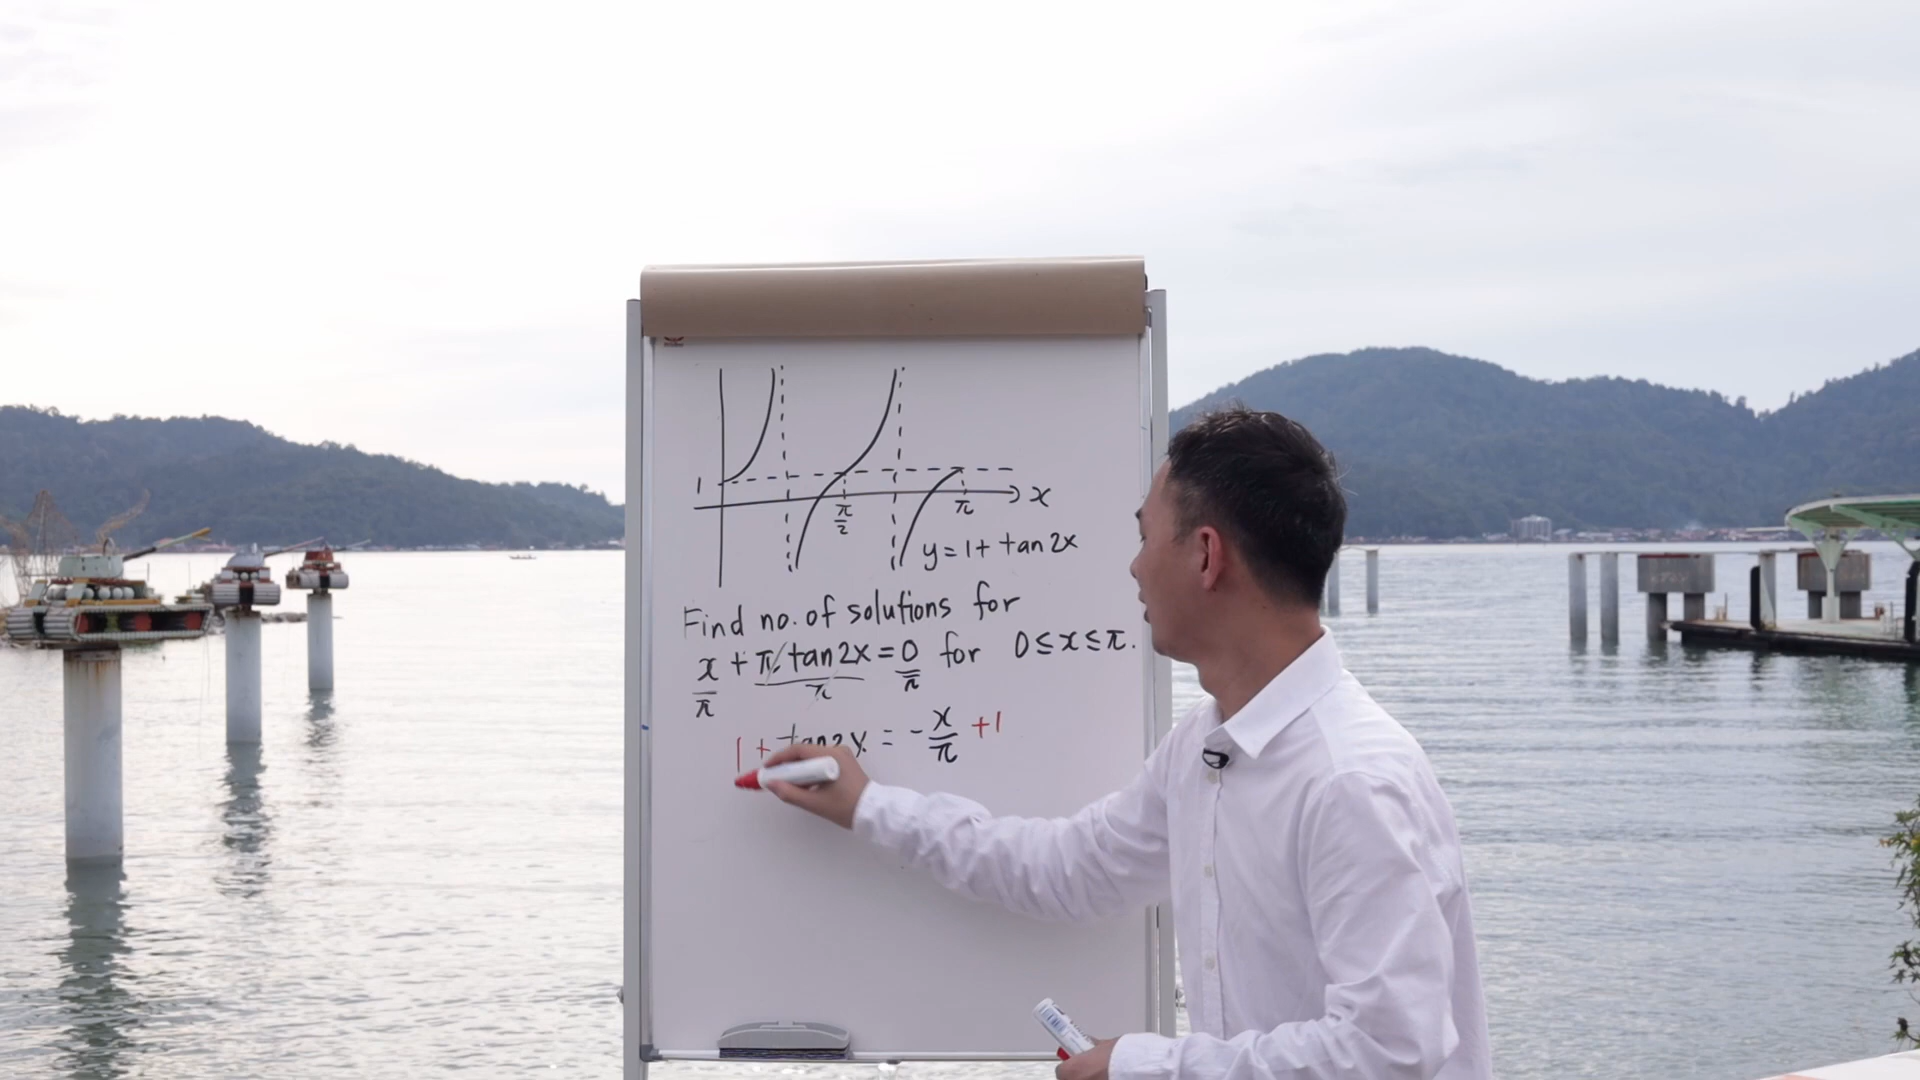 1
π/2
π
x
y = 1 + tan 2x
Find no. of solutions for
x/π + π tan 2x/π = 0/π for 0 ≤ x ≤ π.
1 + tan 2x = - x/π + 1